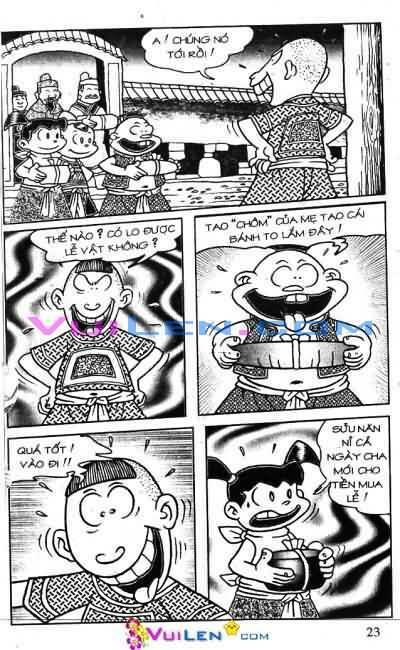 A! CHÚNG NÓ
TỚI RỒI!
THẾ NÀO? CÓ LO ĐƯỢC
LỄ VẬT KHÔNG?
TAO "CHÔM" CỦA MẸ TAO CÁI
BÁNH TO LẮM ĐÂY!
VuiLen.com
QUÁ TỐT!
VÀO ĐI!!
SỬU NĂN
NỈ CẢ
NGÀY CHA
MỚI CHO
TIỀN MUA
LỄ!
23
VuiLen.com